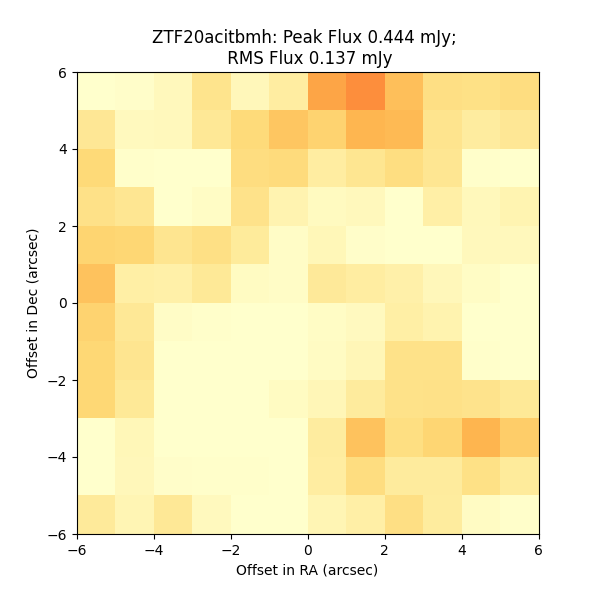 ZTF20acitbmh: Peak Flux 0.444 mJy;
RMS Flux 0.137 mJy
6
4
2
0
−2
−4
−6
Offset in Dec (arcsec)
−6 −4 −2 0 2 4 6
Offset in RA (arcsec)